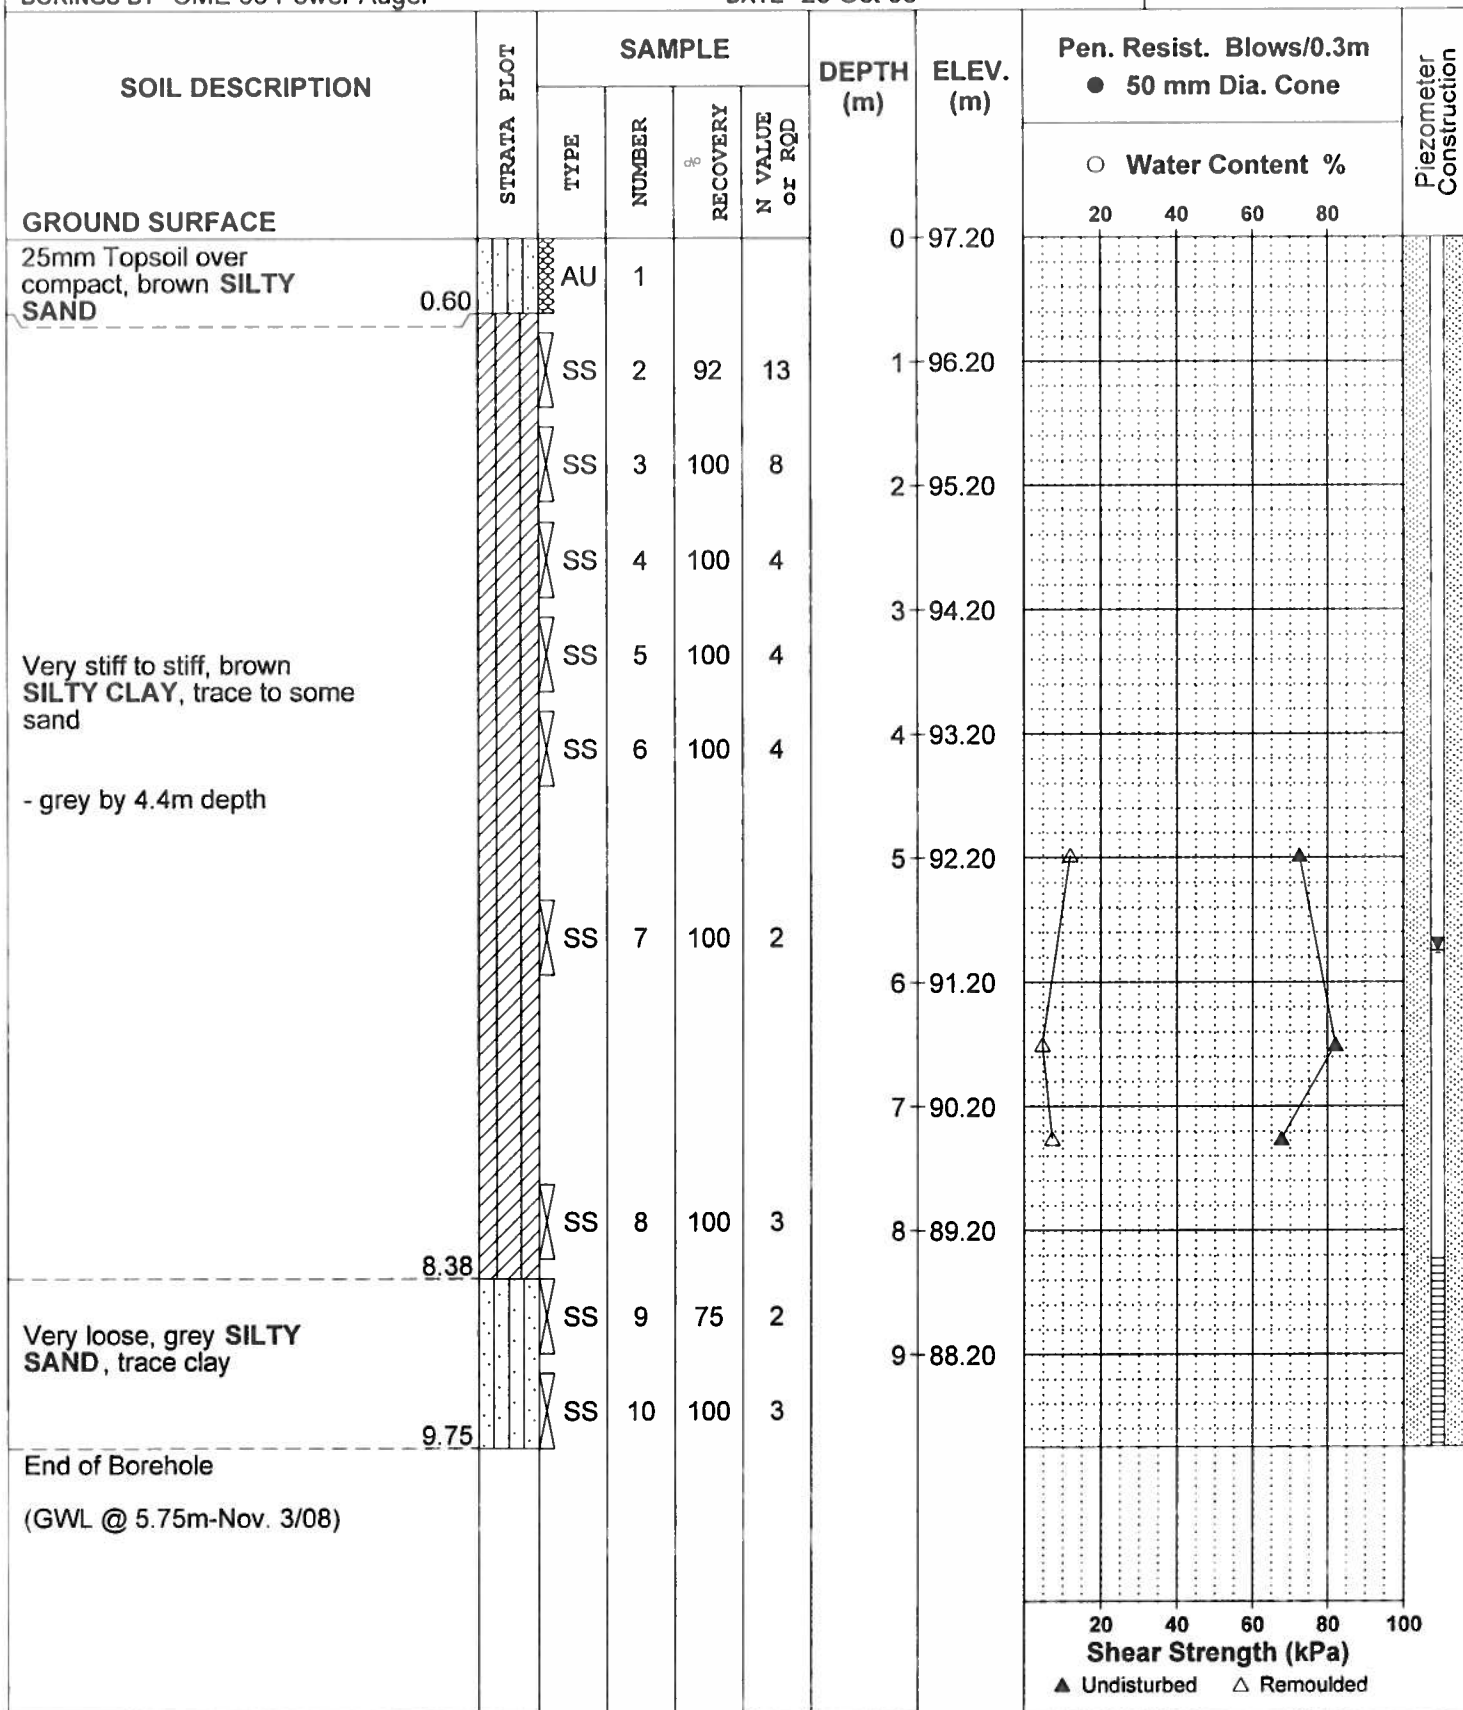 SOIL DESCRIPTION
GROUND SURFACE
STRATA PLOT
SAMPLE
TYPE
NUMBER
% RECOVERY
N VALUE or RQD
DEPTH (m)
ELEV. (m)
Pen. Resist. Blows/0.3m
● 50 mm Dia. Cone
○ Water Content %
20 40 60 80
Piezometer Construction
0 97.20
25mm Topsoil over
compact, brown SILTY
SAND 0.60
AU 1
SS 2 92 13
1 96.20
SS 3 100 8
2 95.20
SS 4 100 4
3 94.20
Very stiff to stiff, brown
SILTY CLAY, trace to some
sand
SS 5 100 4
4 93.20
SS 6 100 4
- grey by 4.4m depth
5 92.20
SS 7 100 2
6 91.20
7 90.20
SS 8 100 3
8 89.20
8.38
Very loose, grey SILTY
SAND, trace clay
SS 9 75 2
9 88.20
SS 10 100 3
9.75
End of Borehole
(GWL @ 5.75m-Nov. 3/08)
20 40 60 80 100
Shear Strength (kPa)
▲ Undisturbed △ Remoulded